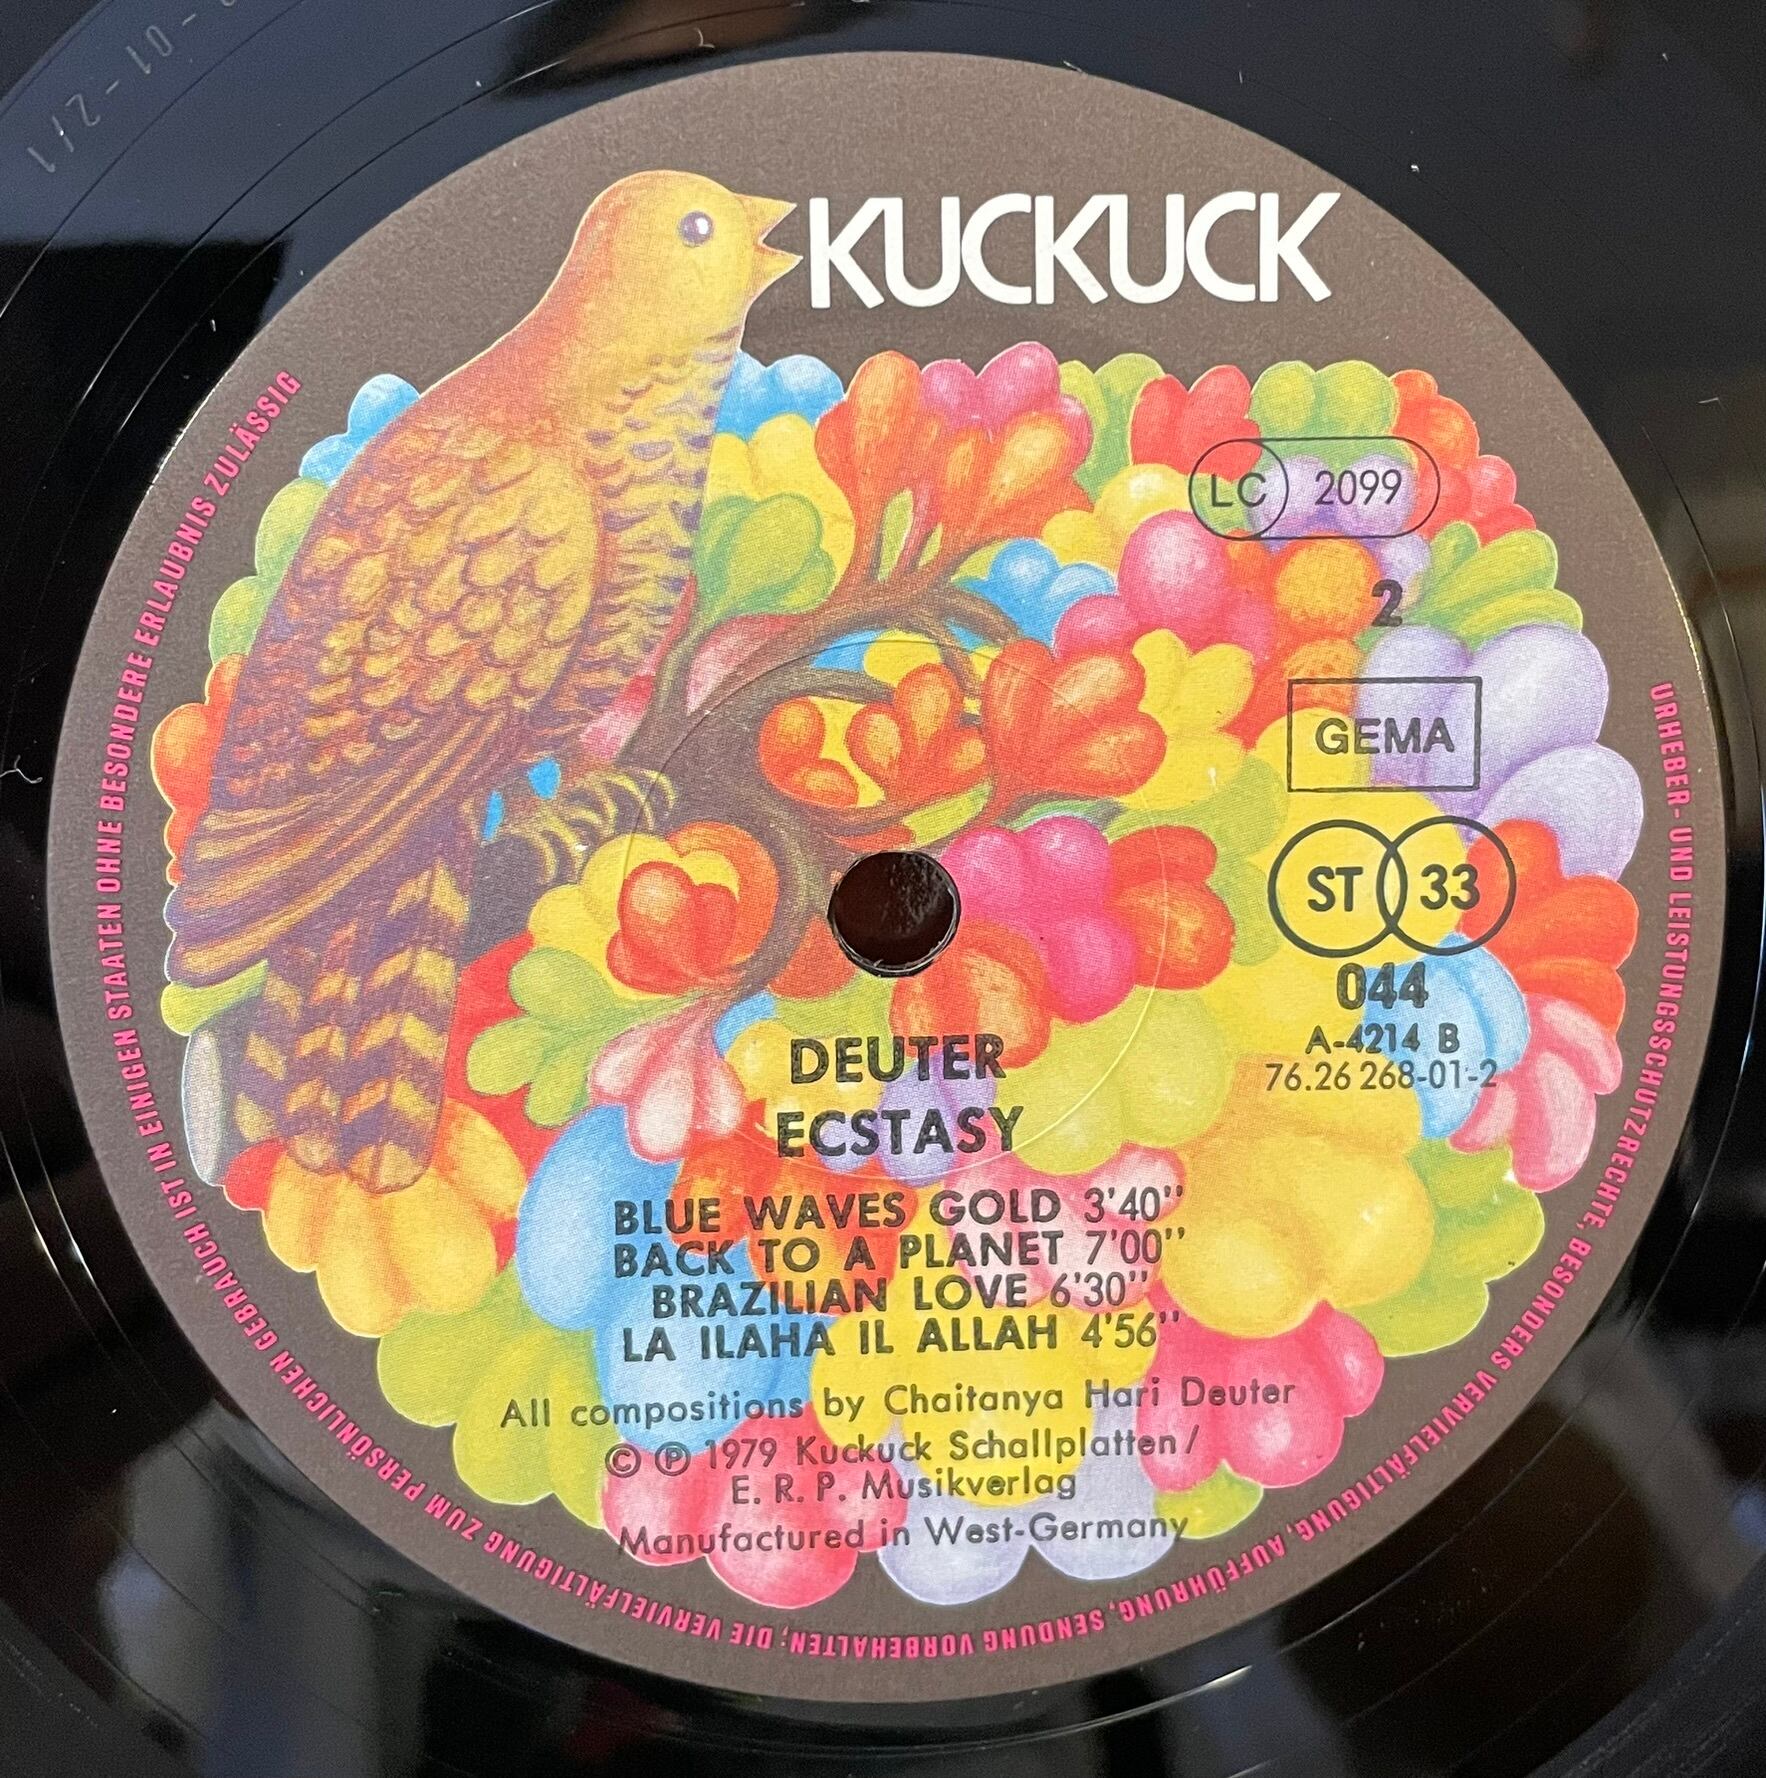 KUCKUCK
LC 2099
2
GEMA
ST 33
044
A-4214 B
76.26 268-01-2
DEUTER
ECSTASY
BLUE WAVES GOLD 3'40''
BACK TO A PLANET 7'00''
BRAZILIAN LOVE 6'30''
LA ILAHA IL ALLAH 4'56''
All compositions by Chaitanya Hari Deuter
© ℗ 1979 Kuckuck Schallplatten/
E. R. P. Musikverlag
Manufactured in West-Germany
URHEBER- UND LEISTUNGSSCHUTZRECHTE, BESONDERS VERVIELFÄLTIGUNG, AUFFÜHRUNG, SENDUNG VORBEHALTEN; DIE VERVIELFÄLTIGUNG ZUM PERSÖNLICHEN GEBRAUCH IST IN EINIGEN STAATEN OHNE BESONDERE ERLAUBNIS ZULÄSSIG
-01-2/1